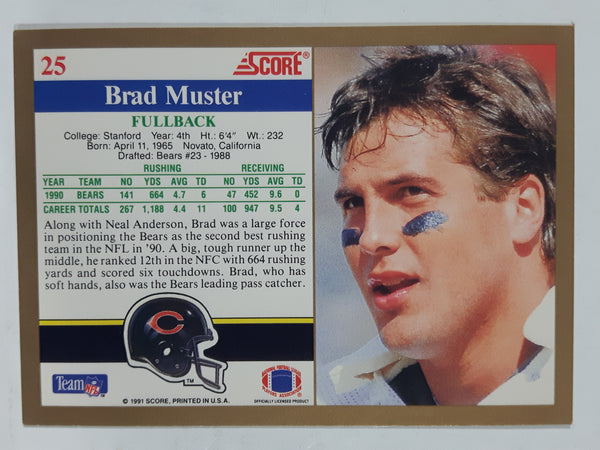 25
SCORE®
Brad Muster
FULLBACK
College: Stanford Year: 4th Ht.: 6'4" Wt.: 232
Born: April 11, 1965 Novato, California
Drafted: Bears #23 - 1988
RUSHING RECEIVING
YEAR TEAM NO YDS AVG TD NO YDS AVG TD
1990 BEARS 141 664 4.7 6 47 452 9.6 0
CAREER TOTALS 267 1,188 4.4 11 100 947 9.5 4
Along with Neal Anderson, Brad was a large force
in positioning the Bears as the second best rushing
team in the NFL in '90. A big, tough runner up the
middle, he ranked 12th in the NFC with 664 rushing
yards and scored six touchdowns. Brad, who has
soft hands, also was the Bears leading pass catcher.
C
TM
Team NFL
© 1991 SCORE, PRINTED IN U.S.A.
OFFICIALLY LICENSED PRODUCT